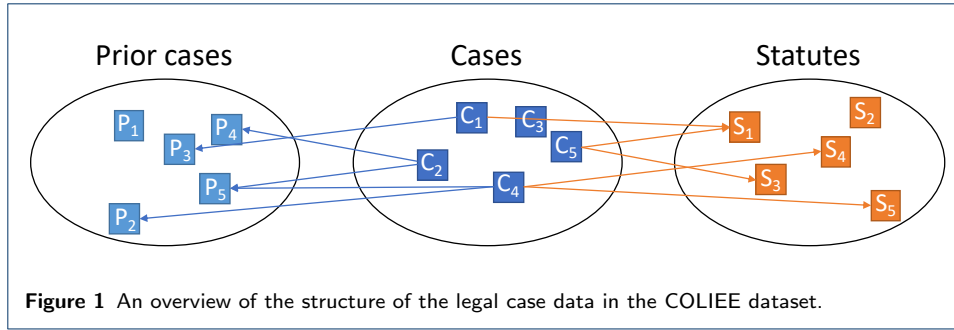 Prior cases Cases Statutes
P1 P4 C1 C3 S1 S2
P3 C5 S4
P5 C2 S3
P2 C4 S5
Figure 1 An overview of the structure of the legal case data in the COLIEE dataset.